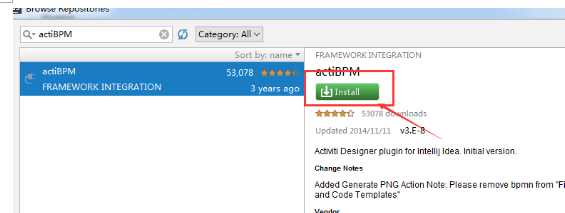 Browse Repositories
actiBPM
Category: All
Sort by: name
actiBPM
53,078
FRAMEWORK INTEGRATION
3 years ago
FRAMEWORK INTEGRATION
actiBPM
Install
53078 downloads
Updated 2014/11/11 v3.E-8
Activiti Designer plugin for Intellij Idea. Initial version.
Change Notes
Added Generate PNG Action Note: Please remove bpmn from "Fi
and Code Templates"
Vendor